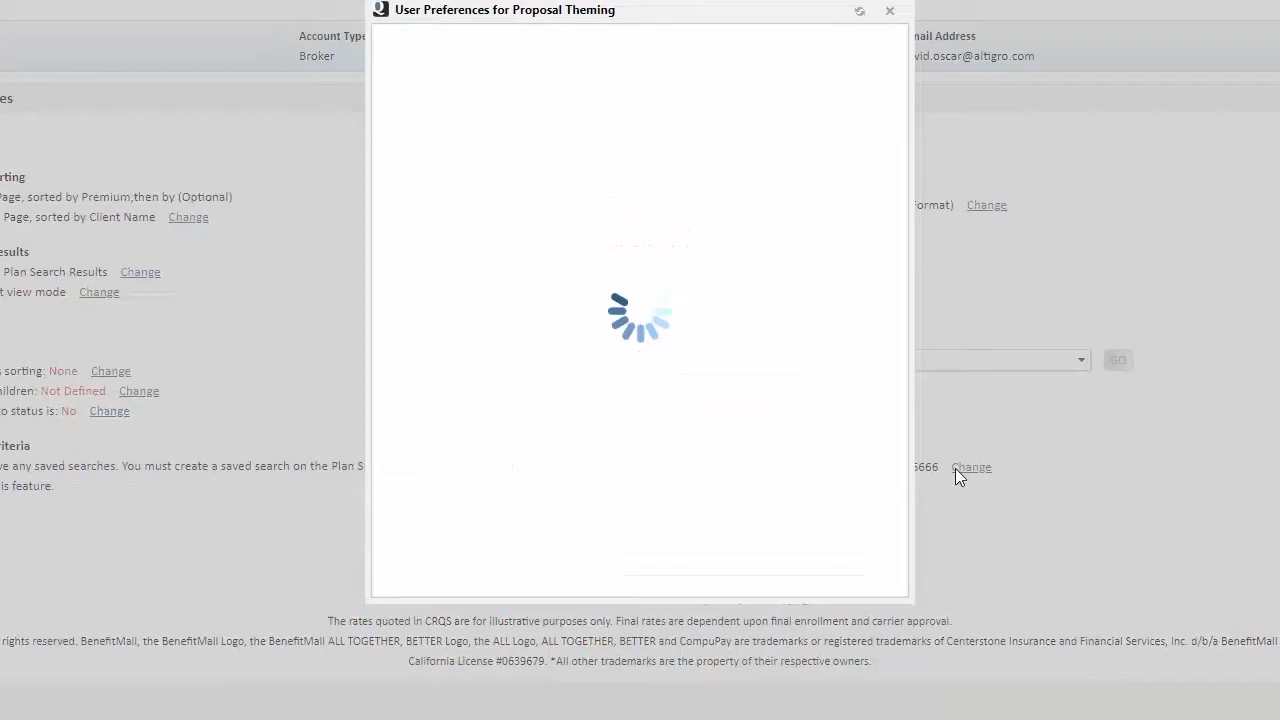 User Preferences for Proposal Theming
Account Type
Broker
ail Address
vid.oscar@altigro.com
es
rting
Page, sorted by Premium,then by (Optional)
Page, sorted by Client Name Change
ormat) Change
esults
Plan Search Results Change
t view mode Change
s sorting: None Change
hildren: Not Defined Change
to status is: No Change
GO
riteria
ve any saved searches. You must create a saved search on the Plan S
is feature.
6666 Change
The rates quoted in CRQS are for illustrative purposes only. Final rates are dependent upon final enrollment and carrier approval.
rights reserved. BenefitMall, the BenefitMall Logo, the BenefitMall ALL TOGETHER, BETTER Logo, the ALL Logo, ALL TOGETHER, BETTER and CompuPay are trademarks or registered trademarks of Centerstone Insurance and Financial Services, Inc. d/b/a BenefitMall
California License #0639679. *All other trademarks are the property of their respective owners.